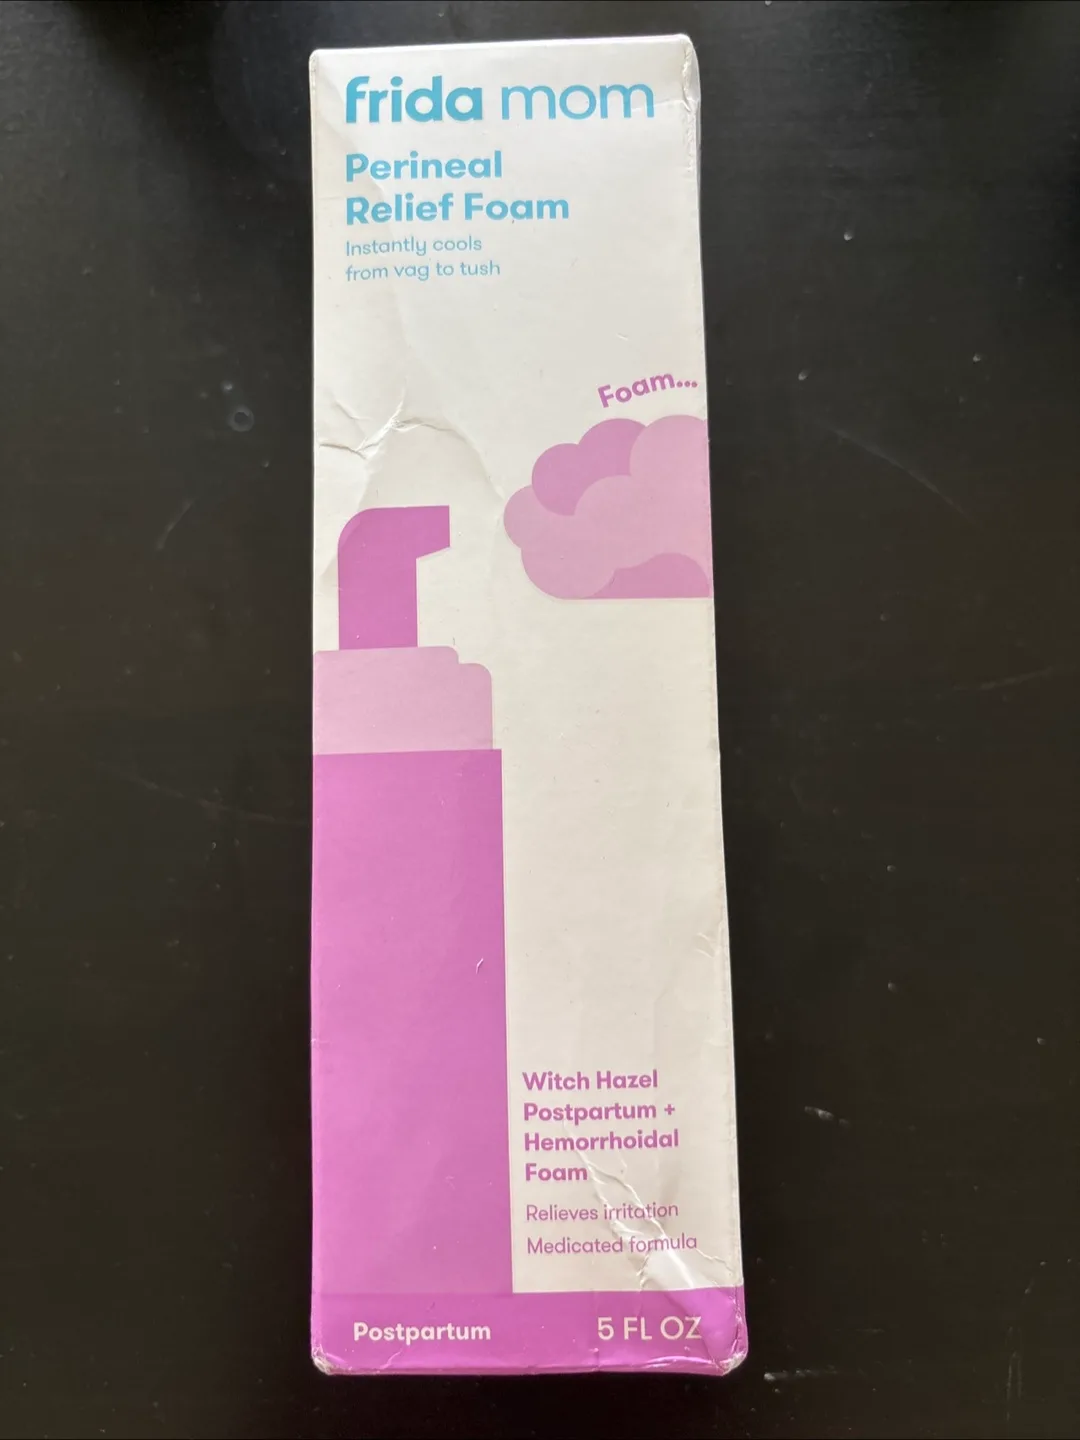 frida mom
Perineal
Relief Foam
Instantly cools
from vag to tush
Foam...
Witch Hazel
Postpartum +
Hemorrhoidal
Foam
Relieves irritation
Medicated formula
Postpartum 5 FL OZ